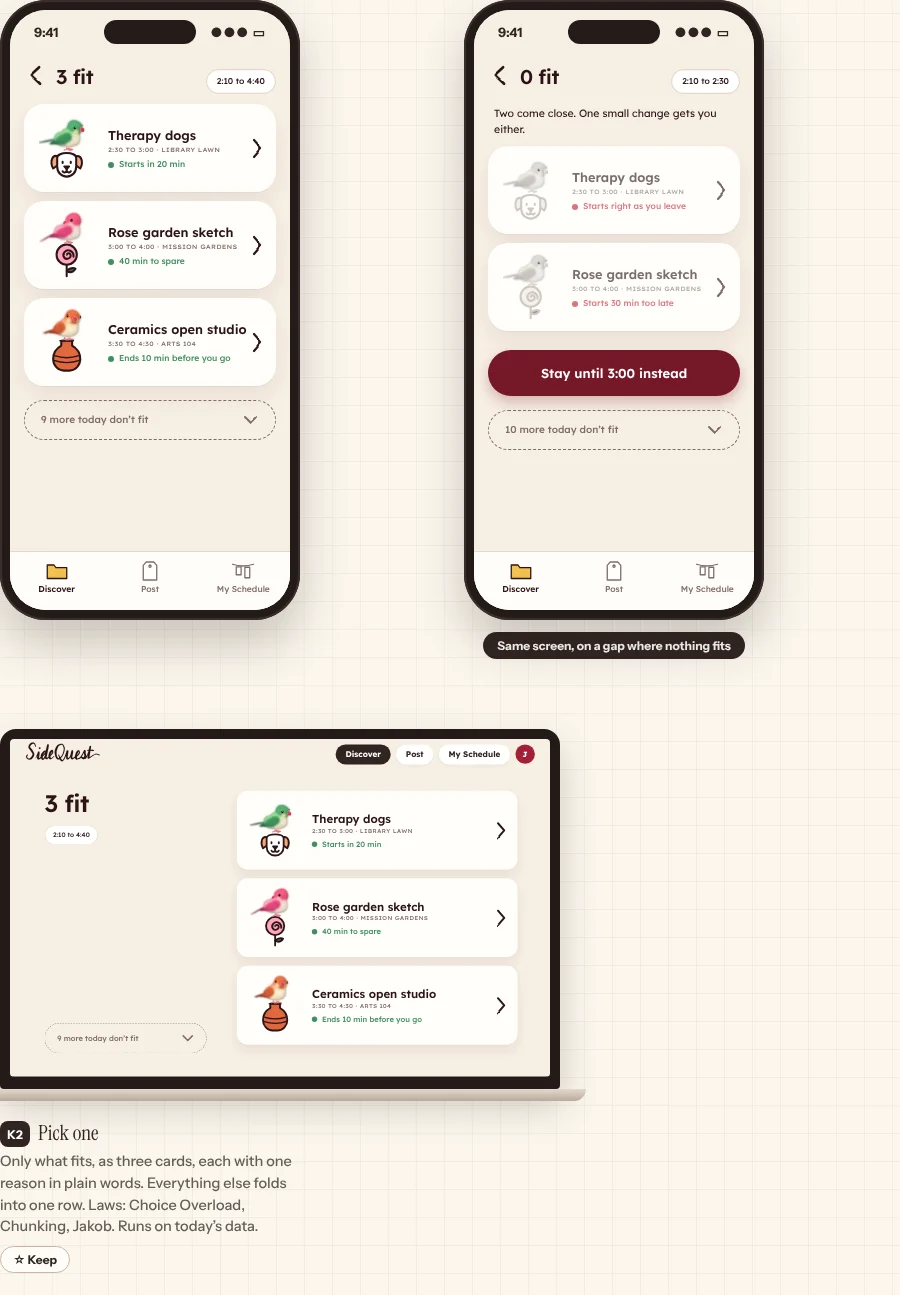 9:41
3 fit
2:10 to 4:40
Therapy dogs
2:30 TO 3:00 · LIBRARY LAWN
Starts in 20 min
Rose garden sketch
3:00 TO 4:00 · MISSION GARDENS
40 min to spare
Ceramics open studio
3:30 TO 4:30 · ARTS 104
Ends 10 min before you go
9 more today don't fit
Discover
Post
My Schedule
9:41
0 fit
2:10 to 2:30
Two come close. One small change gets you
either.
Therapy dogs
2:30 TO 3:00 · LIBRARY LAWN
Starts right as you leave
Rose garden sketch
3:00 TO 4:00 · MISSION GARDENS
Starts 30 min too late
Stay until 3:00 instead
10 more today don't fit
Discover
Post
My Schedule
Same screen, on a gap where nothing fits
SideQuest
Discover
Post
My Schedule
J
3 fit
2:10 to 4:40
Therapy dogs
2:30 TO 3:00 · LIBRARY LAWN
Starts in 20 min
Rose garden sketch
3:00 TO 4:00 · MISSION GARDENS
40 min to spare
Ceramics open studio
3:30 TO 4:30 · ARTS 104
Ends 10 min before you go
9 more today don't fit
K2 Pick one
Only what fits, as three cards, each with one
reason in plain words. Everything else folds
into one row. Laws: Choice Overload,
Chunking, Jakob. Runs on today's data.
☆ Keep